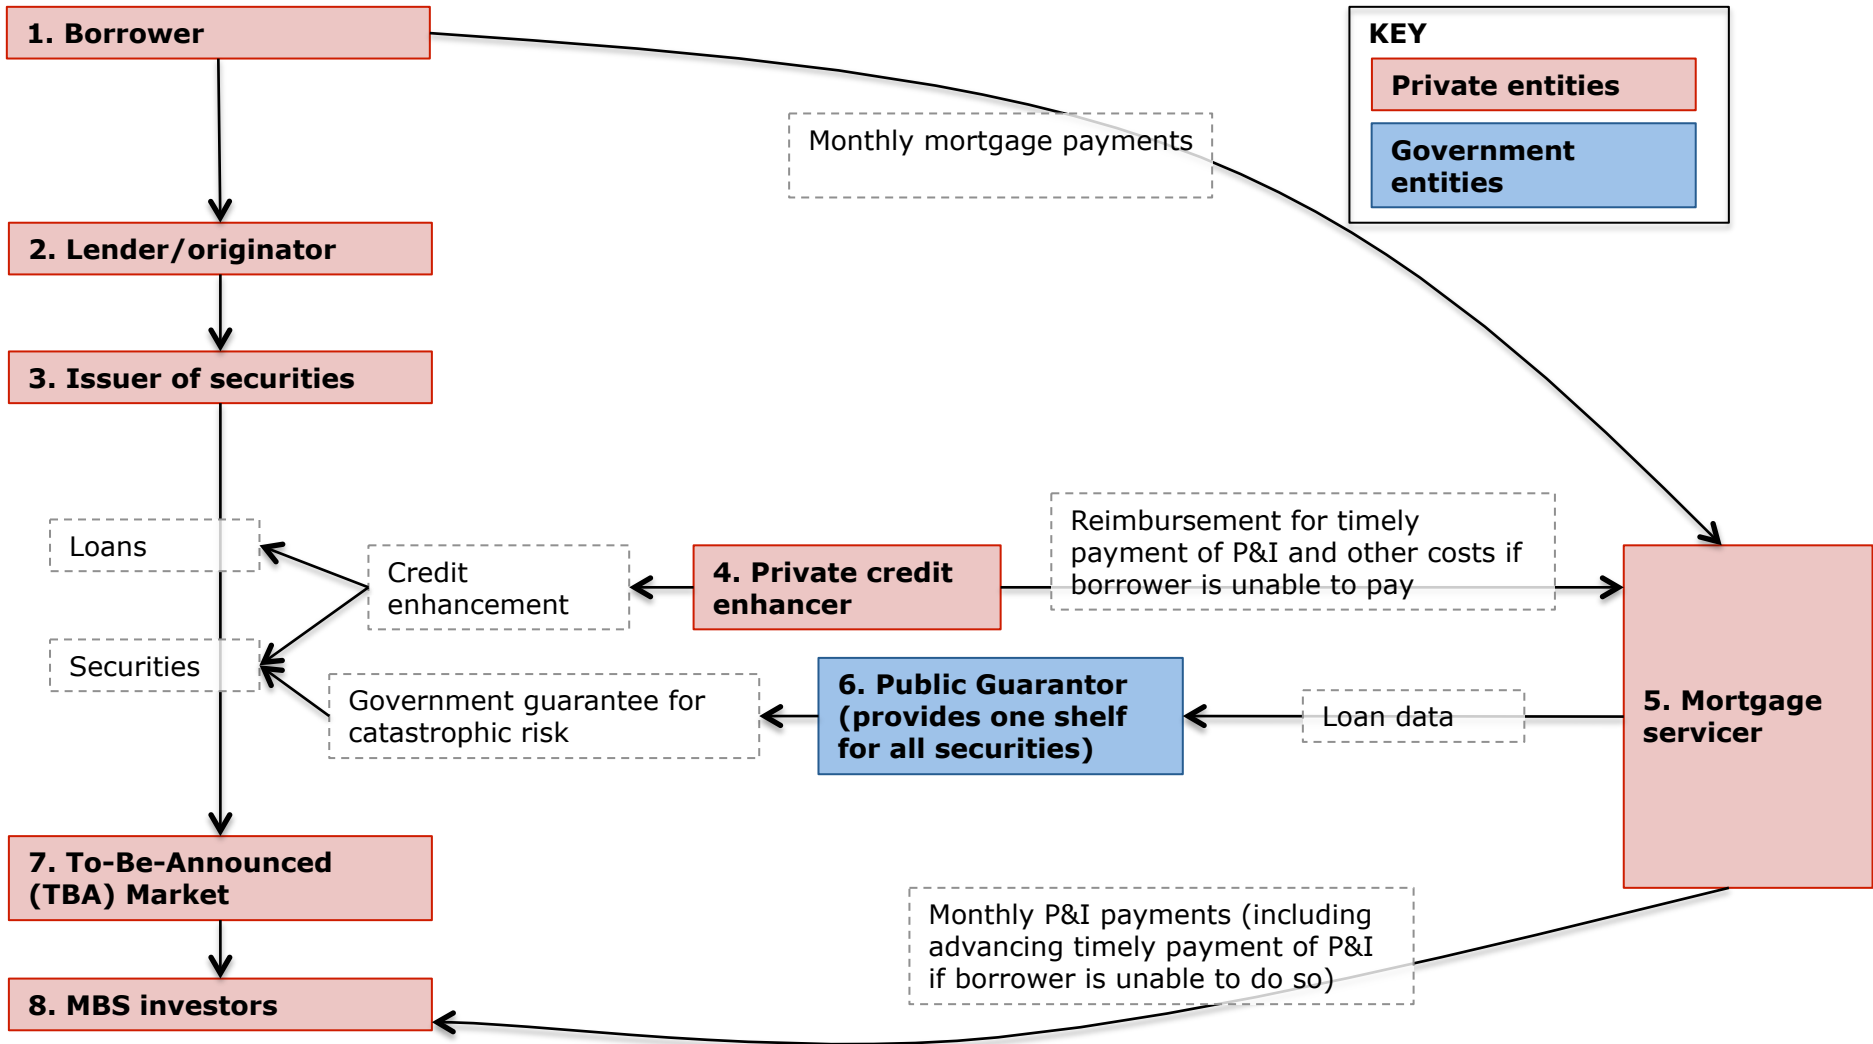 1. Borrower
KEY
Private entities
Government
entities
Monthly mortgage payments
2. Lender/originator
3. Issuer of securities
Loans
Securities
Credit
enhancement
4. Private credit
enhancer
Reimbursement for timely
payment of P&I and other costs if
borrower is unable to pay
Government guarantee for
catastrophic risk
6. Public Guarantor
(provides one shelf
for all securities)
Loan data
5. Mortgage
servicer
7. To-Be-Announced
(TBA) Market
Monthly P&I payments (including
advancing timely payment of P&I
if borrower is unable to do so)
8. MBS investors